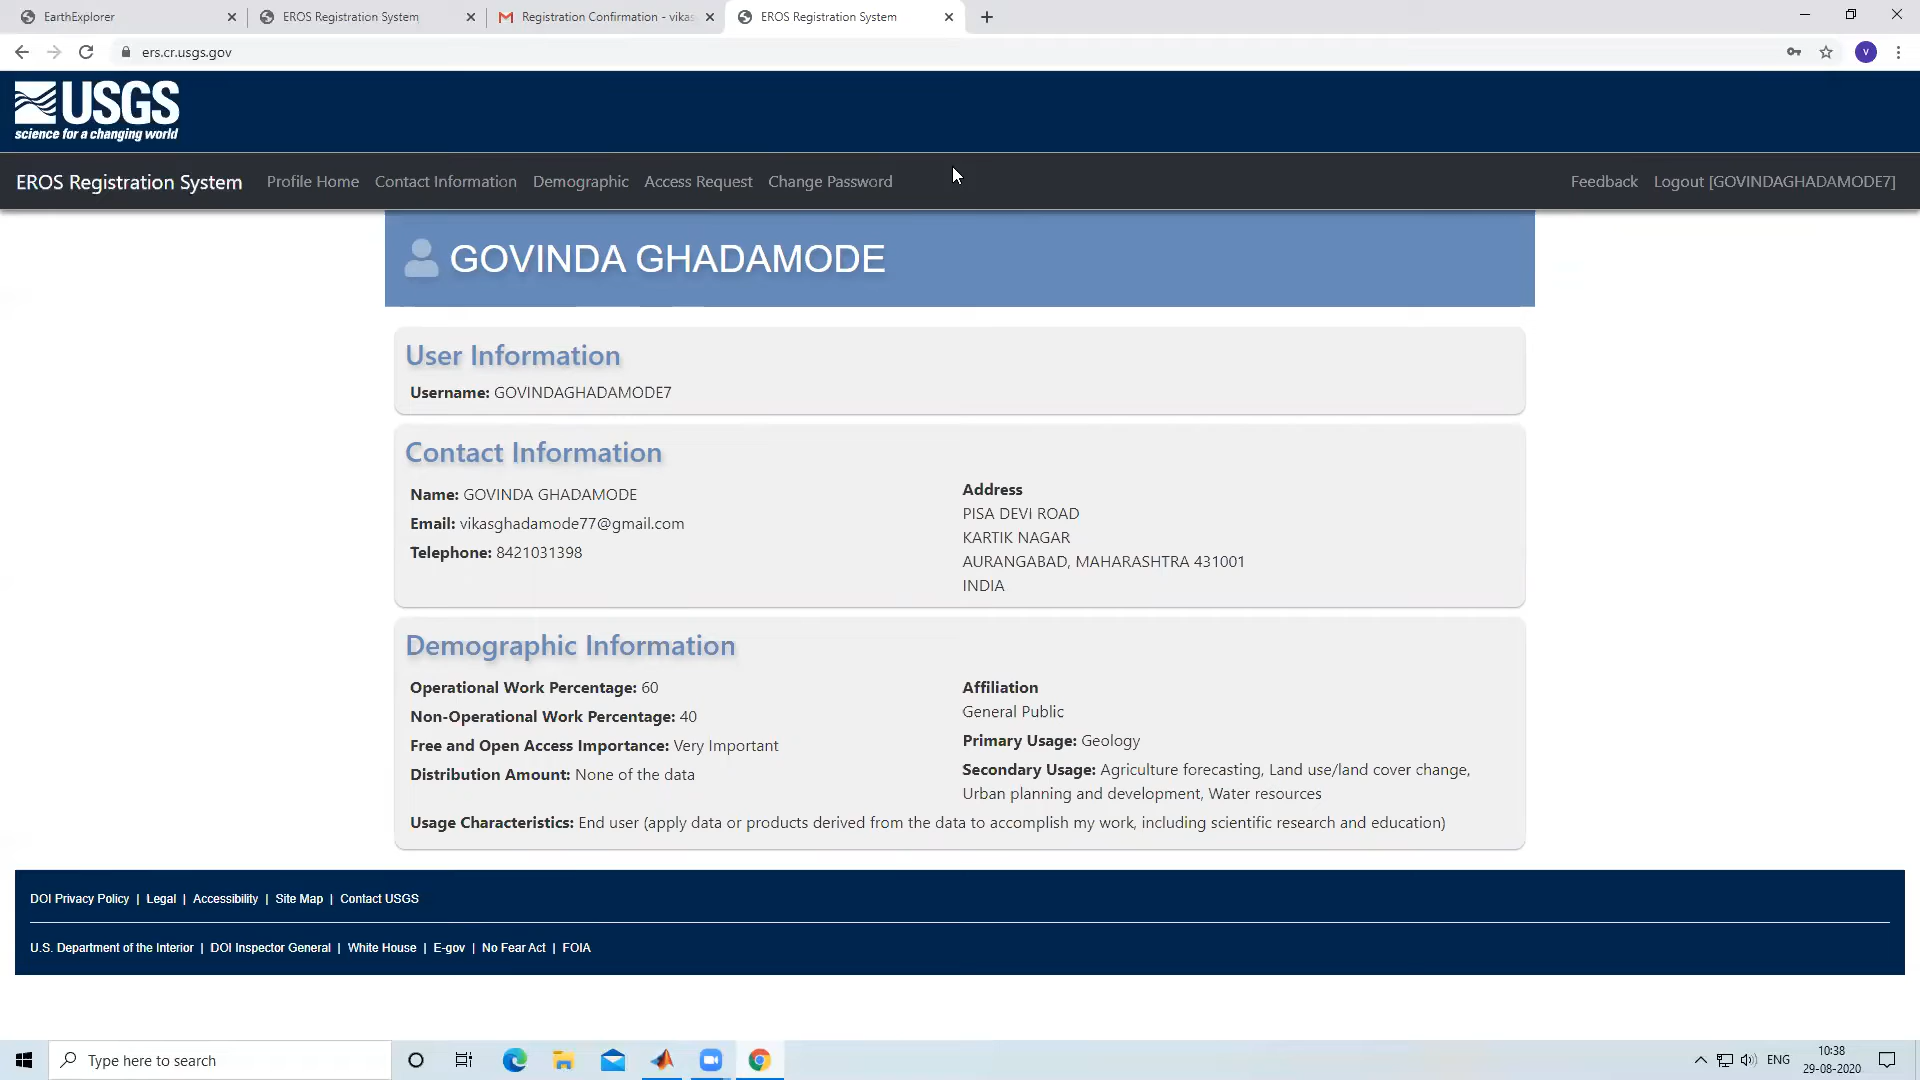 EarthExplorer
EROS Registration System
Registration Confirmation - vikas
EROS Registration System
ers.cr.usgs.gov
V
USGS
science for a changing world
EROS Registration System Profile Home Contact Information Demographic Access Request Change Password Feedback Logout [GOVINDAGHADAMODE7]
GOVINDA GHADAMODE
User Information
Username: GOVINDAGHADAMODE7
Contact Information
Name: GOVINDA GHADAMODE
Email: vikasghadamode77@gmail.com
Telephone: 8421031398
Address
PISA DEVI ROAD
KARTIK NAGAR
AURANGABAD, MAHARASHTRA 431001
INDIA
Demographic Information
Operational Work Percentage: 60
Non-Operational Work Percentage: 40
Free and Open Access Importance: Very Important
Distribution Amount: None of the data
Affiliation
General Public
Primary Usage: Geology
Secondary Usage: Agriculture forecasting, Land use/land cover change,
Urban planning and development, Water resources
Usage Characteristics: End user (apply data or products derived from the data to accomplish my work, including scientific research and education)
DOI Privacy Policy | Legal | Accessibility | Site Map | Contact USGS
U.S. Department of the Interior | DOI Inspector General | White House | E-gov | No Fear Act | FOIA
Type here to search
ENG
10:38
29-08-2020